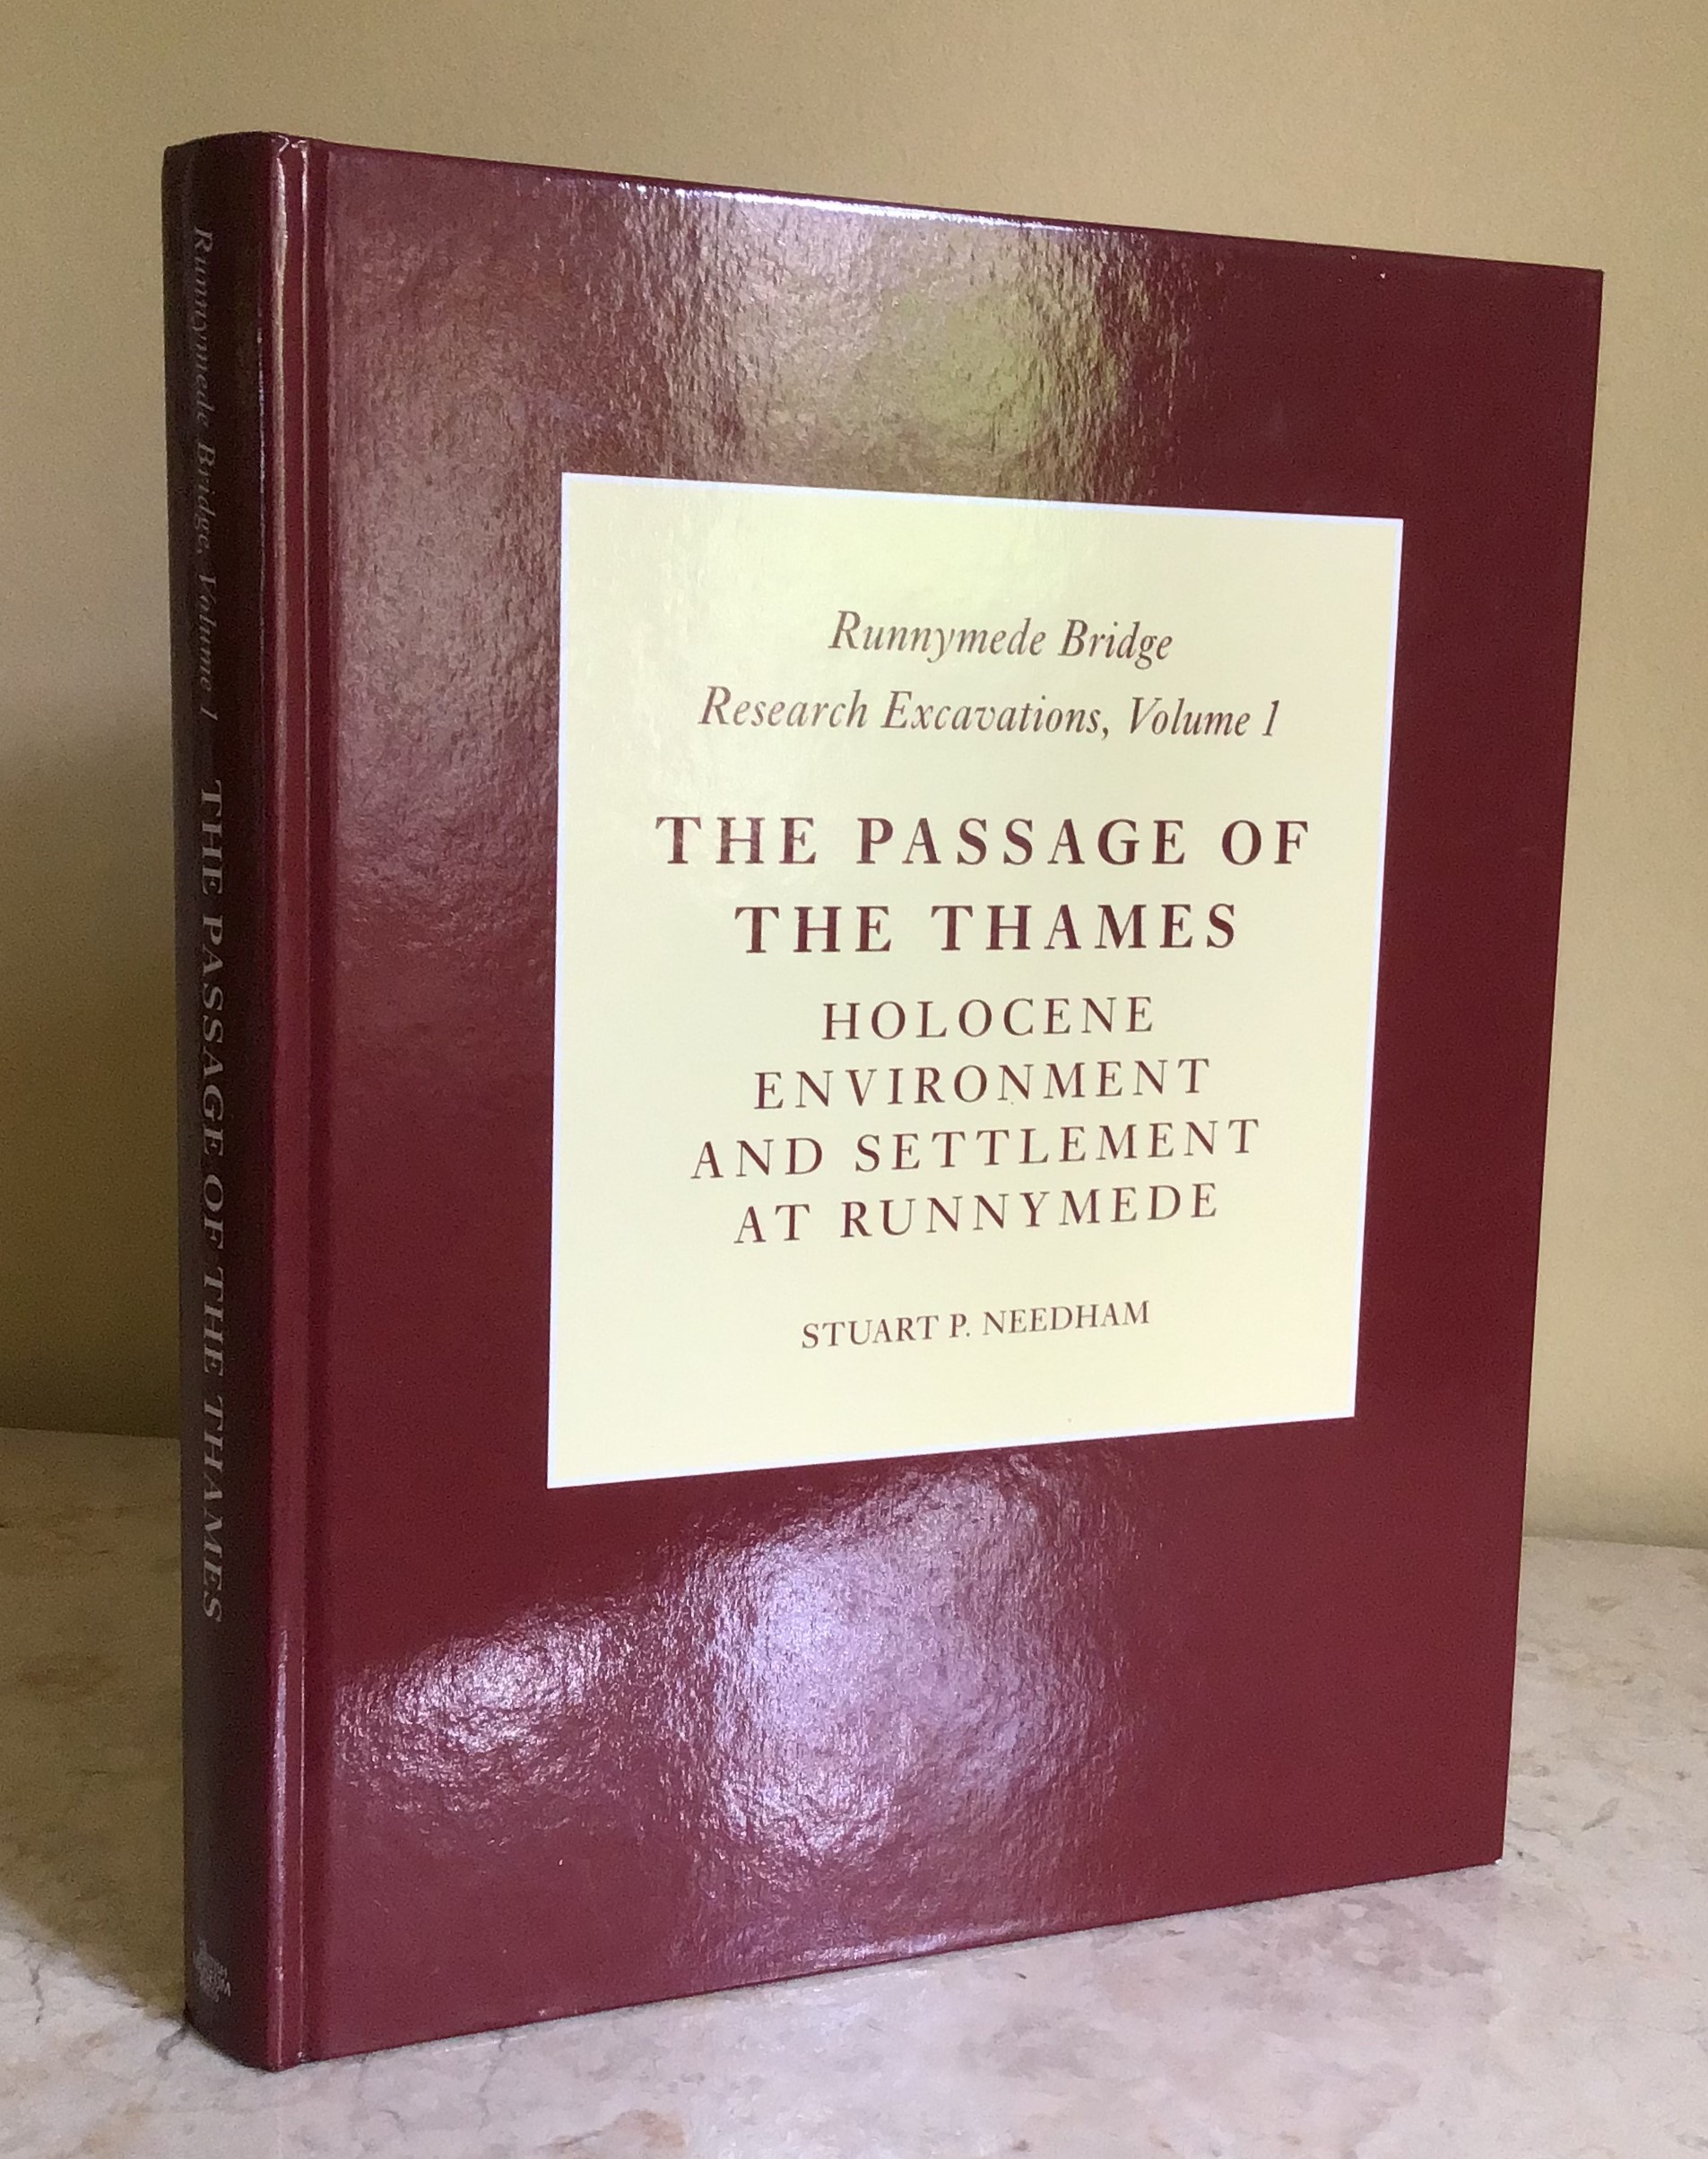 Runnymede Bridge, Volume 1 THE PASSAGE OF THE THAMES
Runnymede Bridge
Research Excavations, Volume 1
THE PASSAGE OF
THE THAMES
HOLOCENE
ENVIRONMENT
AND SETTLEMENT
AT RUNNYMEDE
STUART P. NEEDHAM